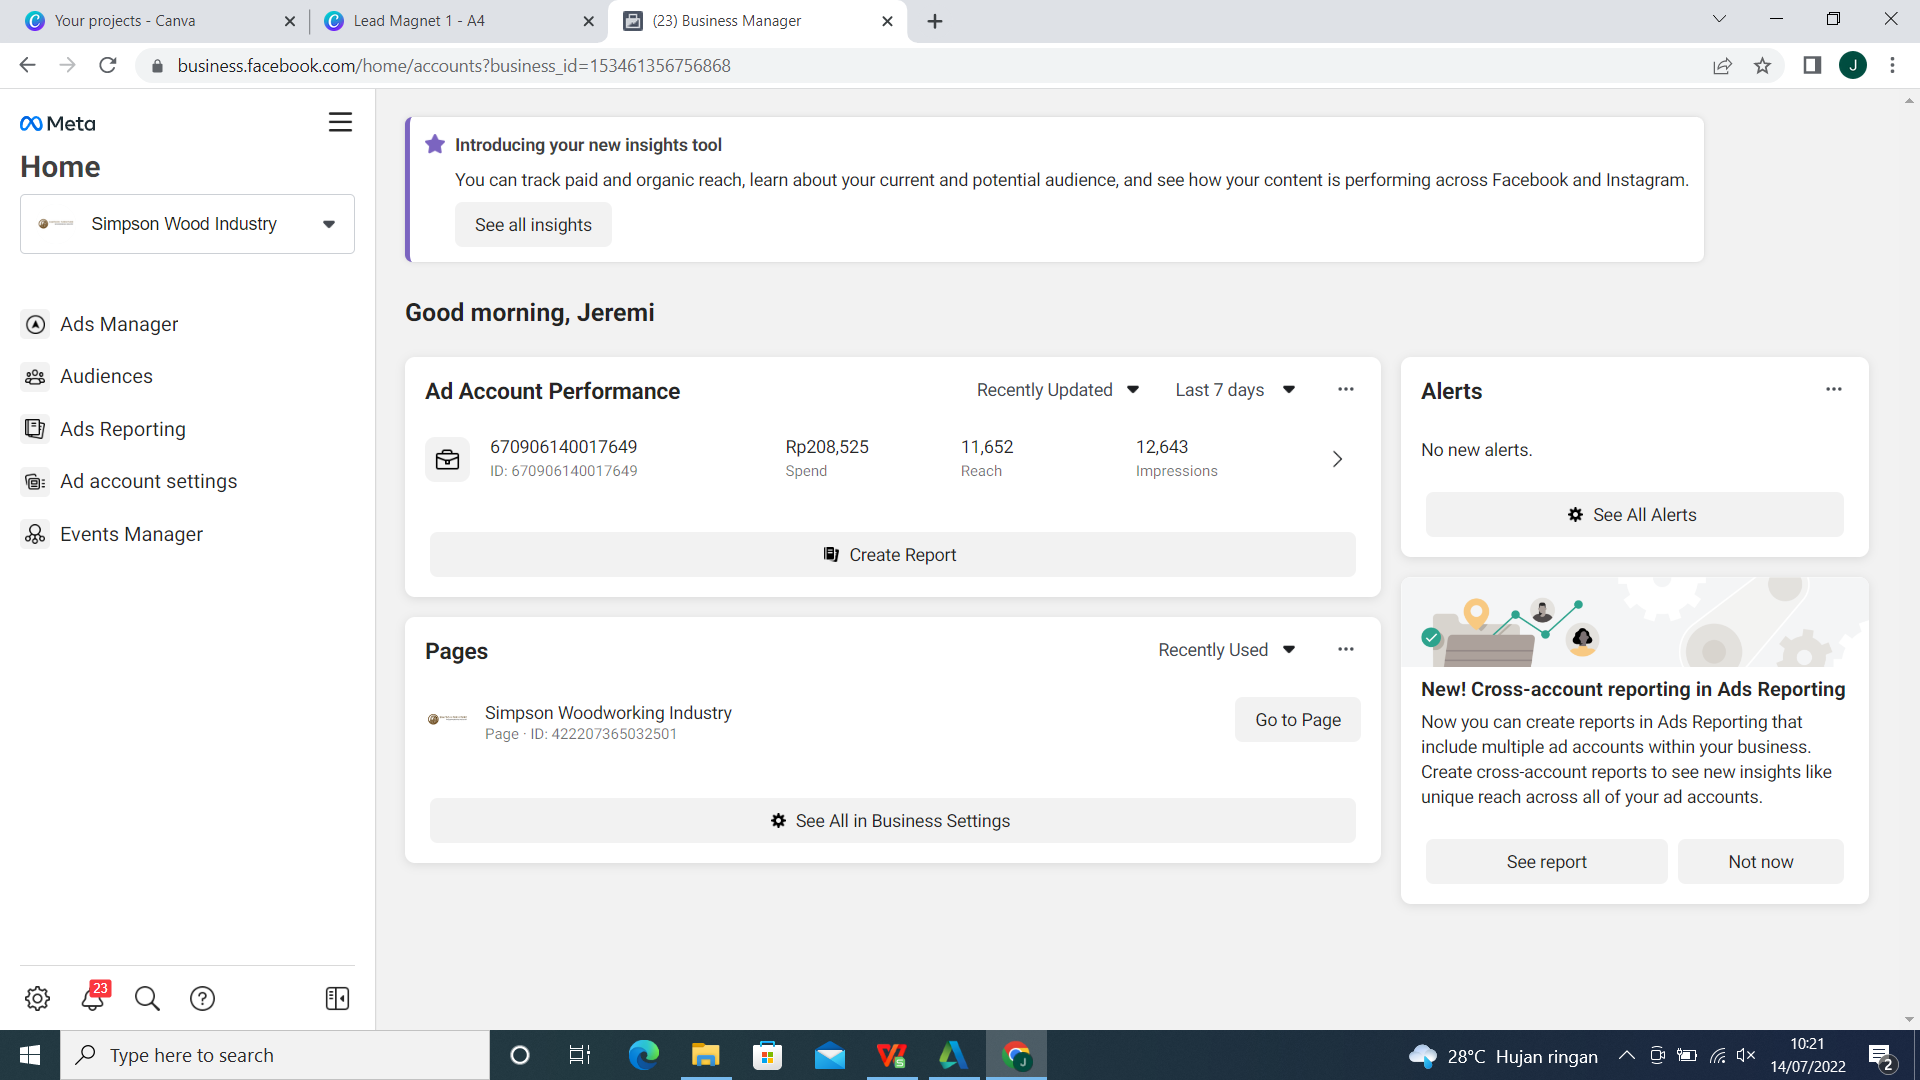 Your projects - Canva
Lead Magnet 1 - A4
(23) Business Manager
business.facebook.com/home/accounts?business_id=153461356756868
J
Meta
Home
Simpson Wood Industry
Ads Manager
Audiences
Ads Reporting
Ad account settings
Events Manager
23
Introducing your new insights tool
You can track paid and organic reach, learn about your current and potential audience, and see how your content is performing across Facebook and Instagram.
See all insights
Good morning, Jeremi
Ad Account Performance
Recently Updated
Last 7 days
670906140017649
ID: 670906140017649
Rp208,525
Spend
11,652
Reach
12,643
Impressions
Create Report
Pages
Recently Used
Simpson Woodworking Industry
Page · ID: 422207365032501
Go to Page
See All in Business Settings
Alerts
No new alerts.
See All Alerts
New! Cross-account reporting in Ads Reporting
Now you can create reports in Ads Reporting that
include multiple ad accounts within your business.
Create cross-account reports to see new insights like
unique reach across all of your ad accounts.
See report
Not now
Type here to search
28°C Hujan ringan
10:21
14/07/2022
2